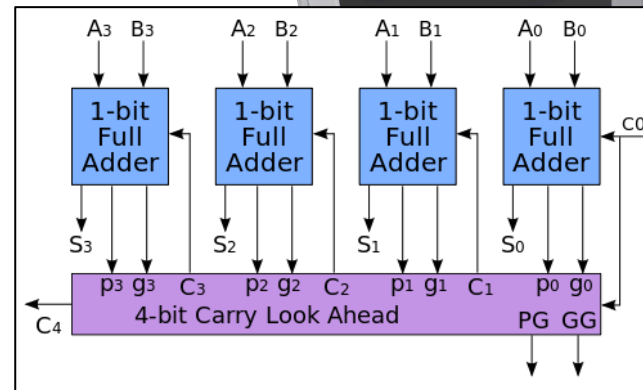 A3 B3 A2 B2 A1 B1 A0 B0
1-bit Full Adder
1-bit Full Adder
1-bit Full Adder
1-bit Full Adder
C0
S3 S2 S1 S0
p3 g3 C3 p2 g2 C2 p1 g1 C1 p0 g0
C4
4-bit Carry Look Ahead
PG GG